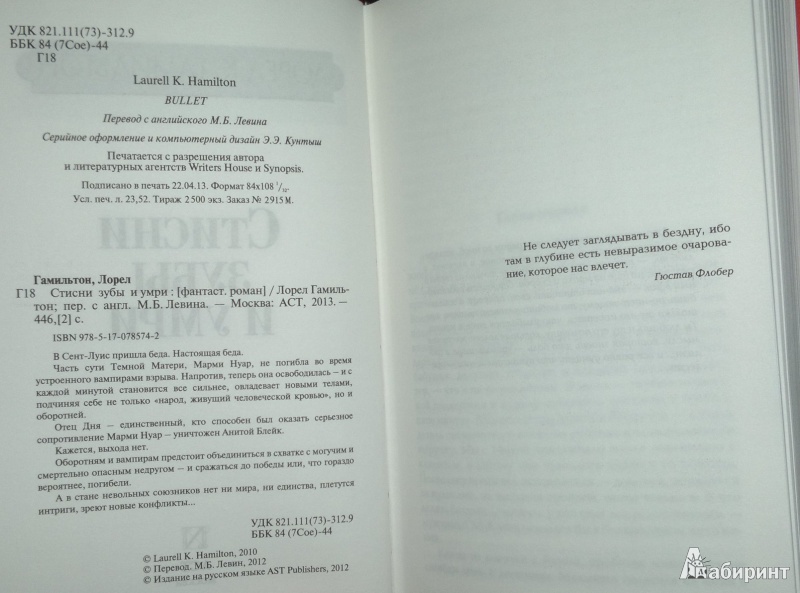 УДК 821.111(73)-312.9
ББК 84 (7Сое)-44
Г18
Laurell K. Hamilton
BULLET
Перевод с английского М.Б. Левина
Серийное оформление и компьютерный дизайн Э.Э. Кунтыш
Печатается с разрешения автора
и литературных агентств Writers House и Synopsis.
Подписано в печать 22.04.13. Формат 84x108 1/32.
Усл. печ. л. 23,52. Тираж 2 500 экз. Заказ № 2915 М.
Гамильтон, Лорел
Г18 Стисни зубы и умри : [фантаст. роман] / Лорел Гамиль-
тон; пер. с англ. М.Б. Левина. — Москва: АСТ, 2013. —
446,[2] с.
ISBN 978-5-17-078574-2
В Сент-Луис пришла беда. Настоящая беда.
Часть сути Темной Матери, Марми Нуар, не погибла во время
устроенного вампирами взрыва. Напротив, теперь она освободилась – и с
каждой минутой становится все сильнее, овладевает новыми телами,
подчиняя себе не только «народ, живущий человеческой кровью», но и
оборотней.
Отец Дня – единственный, кто способен был оказать серьезное
сопротивление Марми Нуар – уничтожен Анитой Блейк.
Кажется, выхода нет.
Оборотням и вампирам предстоит объединиться в схватке с могучим и
смертельно опасным недругом – и сражаться до победы или, что гораздо
вероятнее, погибели.
А в стане невольных союзников нет ни мира, ни единства, плетутся
интриги, зреют новые конфликты...
УДК 821.111(73)-312.9
ББК 84 (7Сое)-44
© Laurell K. Hamilton, 2010
© Перевод. М.Б. Левин, 2012
© Издание на русском языке AST Publishers, 2012
Не следует заглядывать в бездну, ибо
там в глубине есть невыразимое очарова-
ние, которое нас влечет.
Гюстав Флобер
Лабиринт